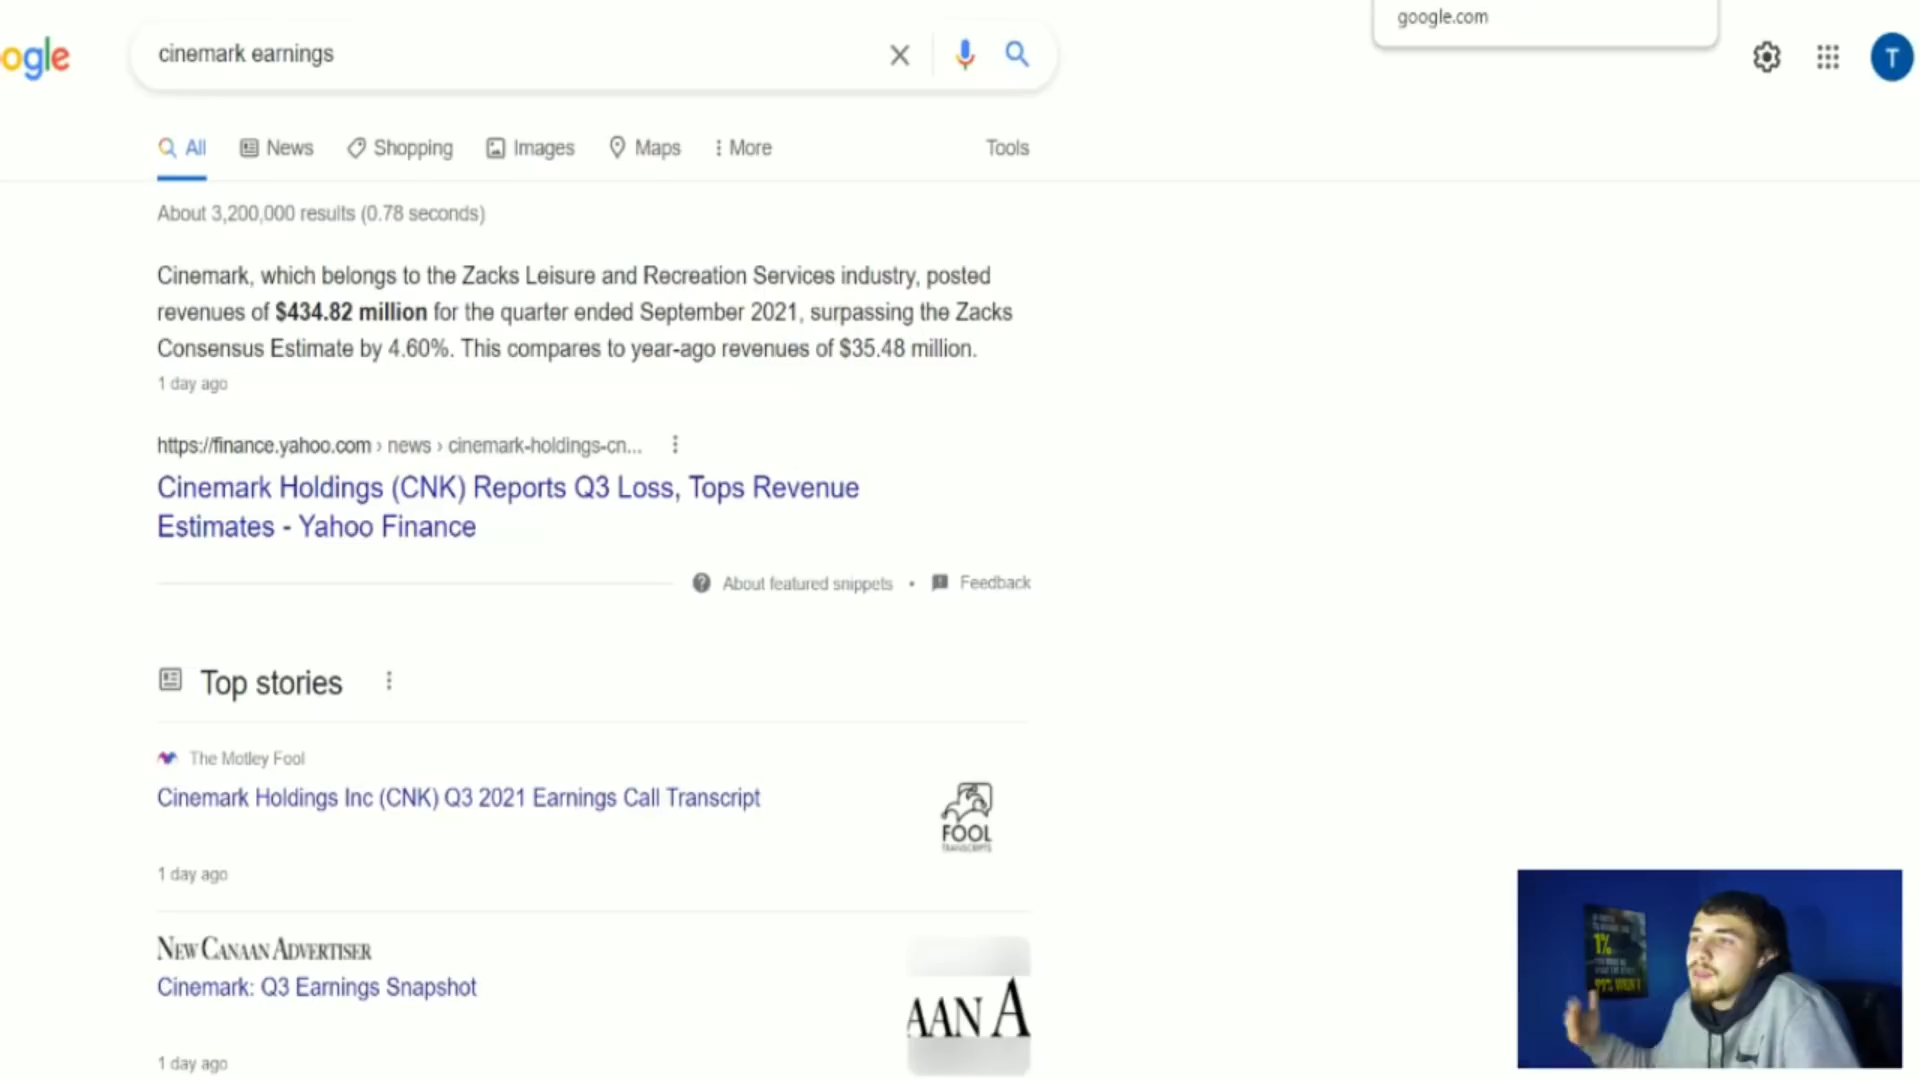 google.com
ogle
cinemark earnings
T
All
News
Shopping
Images
Maps
More
Tools
About 3,200,000 results (0.78 seconds)
Cinemark, which belongs to the Zacks Leisure and Recreation Services industry, posted
revenues of $434.82 million for the quarter ended September 2021, surpassing the Zacks
Consensus Estimate by 4.60%. This compares to year-ago revenues of $35.48 million.
1 day ago
https://finance.yahoo.com › news › cinemark-holdings-cn...
Cinemark Holdings (CNK) Reports Q3 Loss, Tops Revenue
Estimates - Yahoo Finance
About featured snippets • Feedback
Top stories
The Motley Fool
Cinemark Holdings Inc (CNK) Q3 2021 Earnings Call Transcript
FOOL
TRANSCRIPTS
1 day ago
NEW CANAAN ADVERTISER
Cinemark: Q3 Earnings Snapshot
AAN A
1 day ago
1%